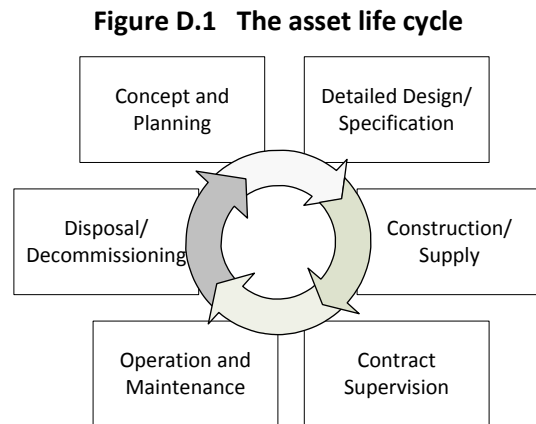 Figure D.1 The asset life cycle
Concept and
Planning
Detailed Design/
Specification
Construction/
Supply
Contract
Supervision
Operation and
Maintenance
Disposal/
Decommissioning